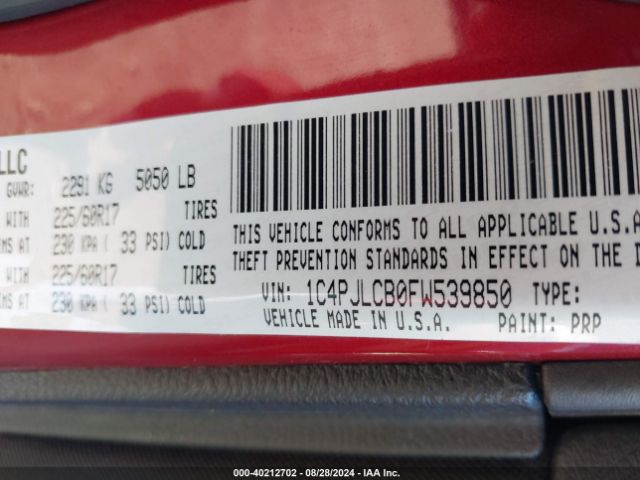 LLC
GVWR: 2291 KG 5050 LB
WITH 225/60R17 TIRES
MS AT 230 KPA ( 33 PSI) COLD
WITH 225/60R17 TIRES
MS AT 230 KPA ( 33 PSI) COLD
THIS VEHICLE CONFORMS TO ALL APPLICABLE U.S.A
THEFT PREVENTION STANDARDS IN EFFECT ON THE D
VIN: 1C4PJLCB0FW539850 TYPE:
VEHICLE MADE IN U.S.A. PAINT: PRP
000-40212702 - 08/28/2024 - IAA Inc.